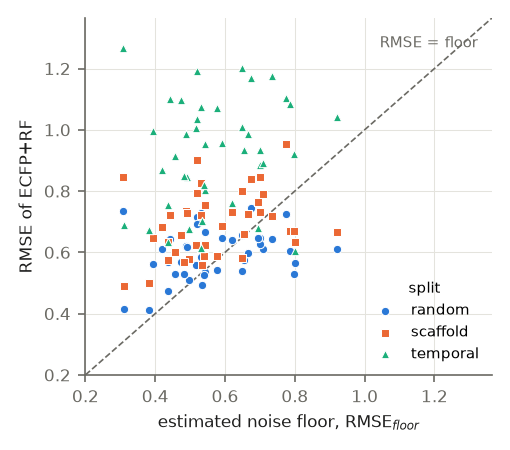 RMSE = floor
1.2
1.0
0.8
0.6
0.4
0.2
RMSE of ECFP+RF
split
random
scaffold
temporal
0.2 0.4 0.6 0.8 1.0 1.2
estimated noise floor, RMSE_floor